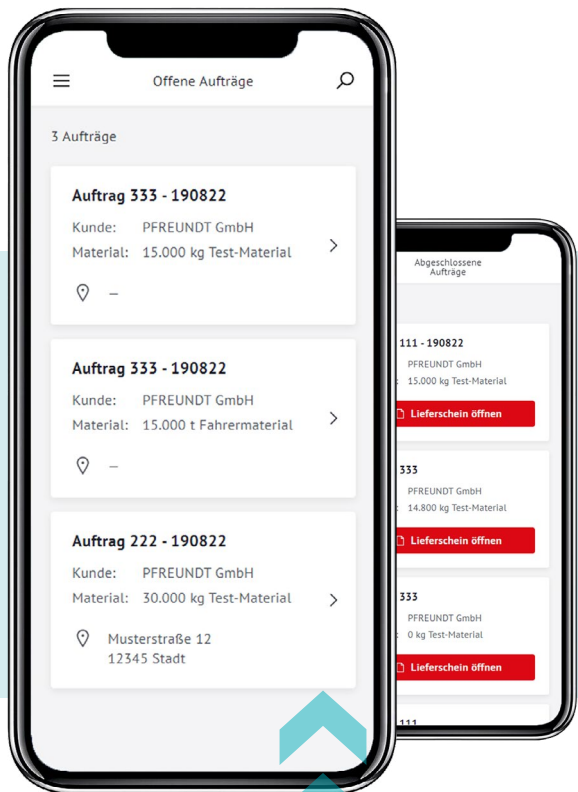 Offene Aufträge
3 Aufträge
Auftrag 333 - 190822
Kunde: PFREUNDT GmbH
Material: 15.000 kg Test-Material
–
Auftrag 333 - 190822
Kunde: PFREUNDT GmbH
Material: 15.000 t Fahrermaterial
–
Auftrag 222 - 190822
Kunde: PFREUNDT GmbH
Material: 30.000 kg Test-Material
Musterstraße 12
12345 Stadt
Abgeschlossene
Aufträge
111 - 190822
PFREUNDT GmbH
: 15.000 kg Test-Material
Lieferschein öffnen
333
PFREUNDT GmbH
: 14.800 kg Test-Material
Lieferschein öffnen
333
PFREUNDT GmbH
: 0 kg Test-Material
Lieferschein öffnen
111